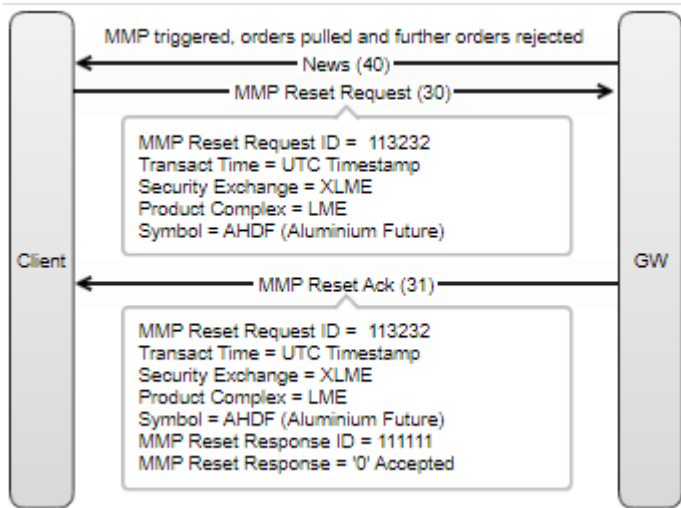 MMP triggered, orders pulled and further orders rejected
News (40)
MMP Reset Request (30)
MMP Reset Request ID = 113232
Transact Time = UTC Timestamp
Security Exchange = XLME
Product Complex = LME
Symbol = AHDF (Aluminium Future)
Client
GW
MMP Reset Ack (31)
MMP Reset Request ID = 113232
Transact Time = UTC Timestamp
Security Exchange = XLME
Product Complex = LME
Symbol = AHDF (Aluminium Future)
MMP Reset Response ID = 111111
MMP Reset Response = '0' Accepted